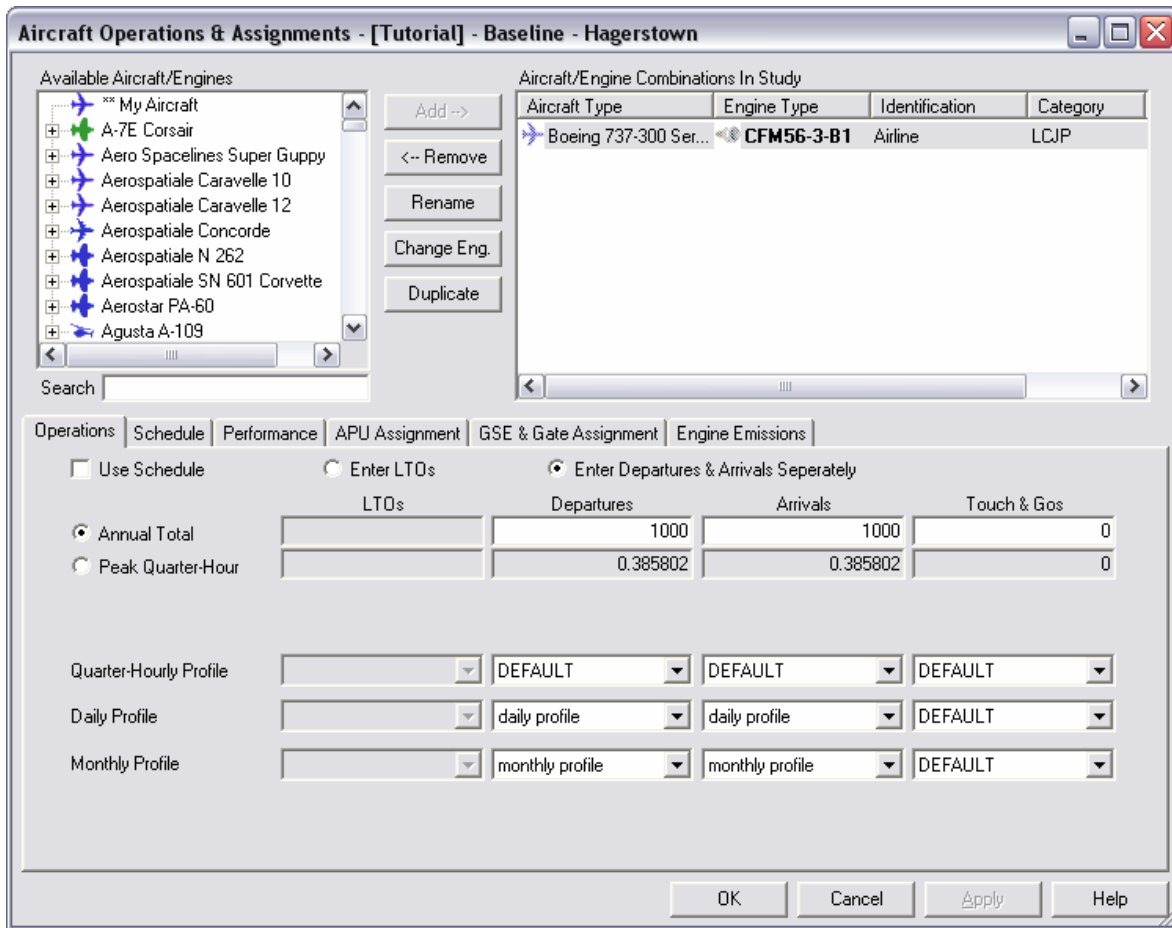 Aircraft Operations & Assignments - [Tutorial] - Baseline - Hagerstown
Available Aircraft/Engines
** My Aircraft
A-7E Corsair
Aero Spacelines Super Guppy
Aerospatiale Caravelle 10
Aerospatiale Caravelle 12
Aerospatiale Concorde
Aerospatiale N 262
Aerospatiale SN 601 Corvette
Aerostar PA-60
Agusta A-109
Search
Add -->
<-- Remove
Rename
Change Eng.
Duplicate
Aircraft/Engine Combinations In Study
Aircraft Type Engine Type Identification Category
Boeing 737-300 Ser... CFM56-3-B1 Airline LCJP
Operations Schedule Performance APU Assignment GSE & Gate Assignment Engine Emissions
Use Schedule Enter LTOs Enter Departures & Arrivals Seperately
LTOs Departures Arrivals Touch & Gos
Annual Total 1000 1000 0
Peak Quarter-Hour 0.385802 0.385802 0
Quarter-Hourly Profile DEFAULT DEFAULT DEFAULT
Daily Profile daily profile daily profile DEFAULT
Monthly Profile monthly profile monthly profile DEFAULT
OK Cancel Apply Help